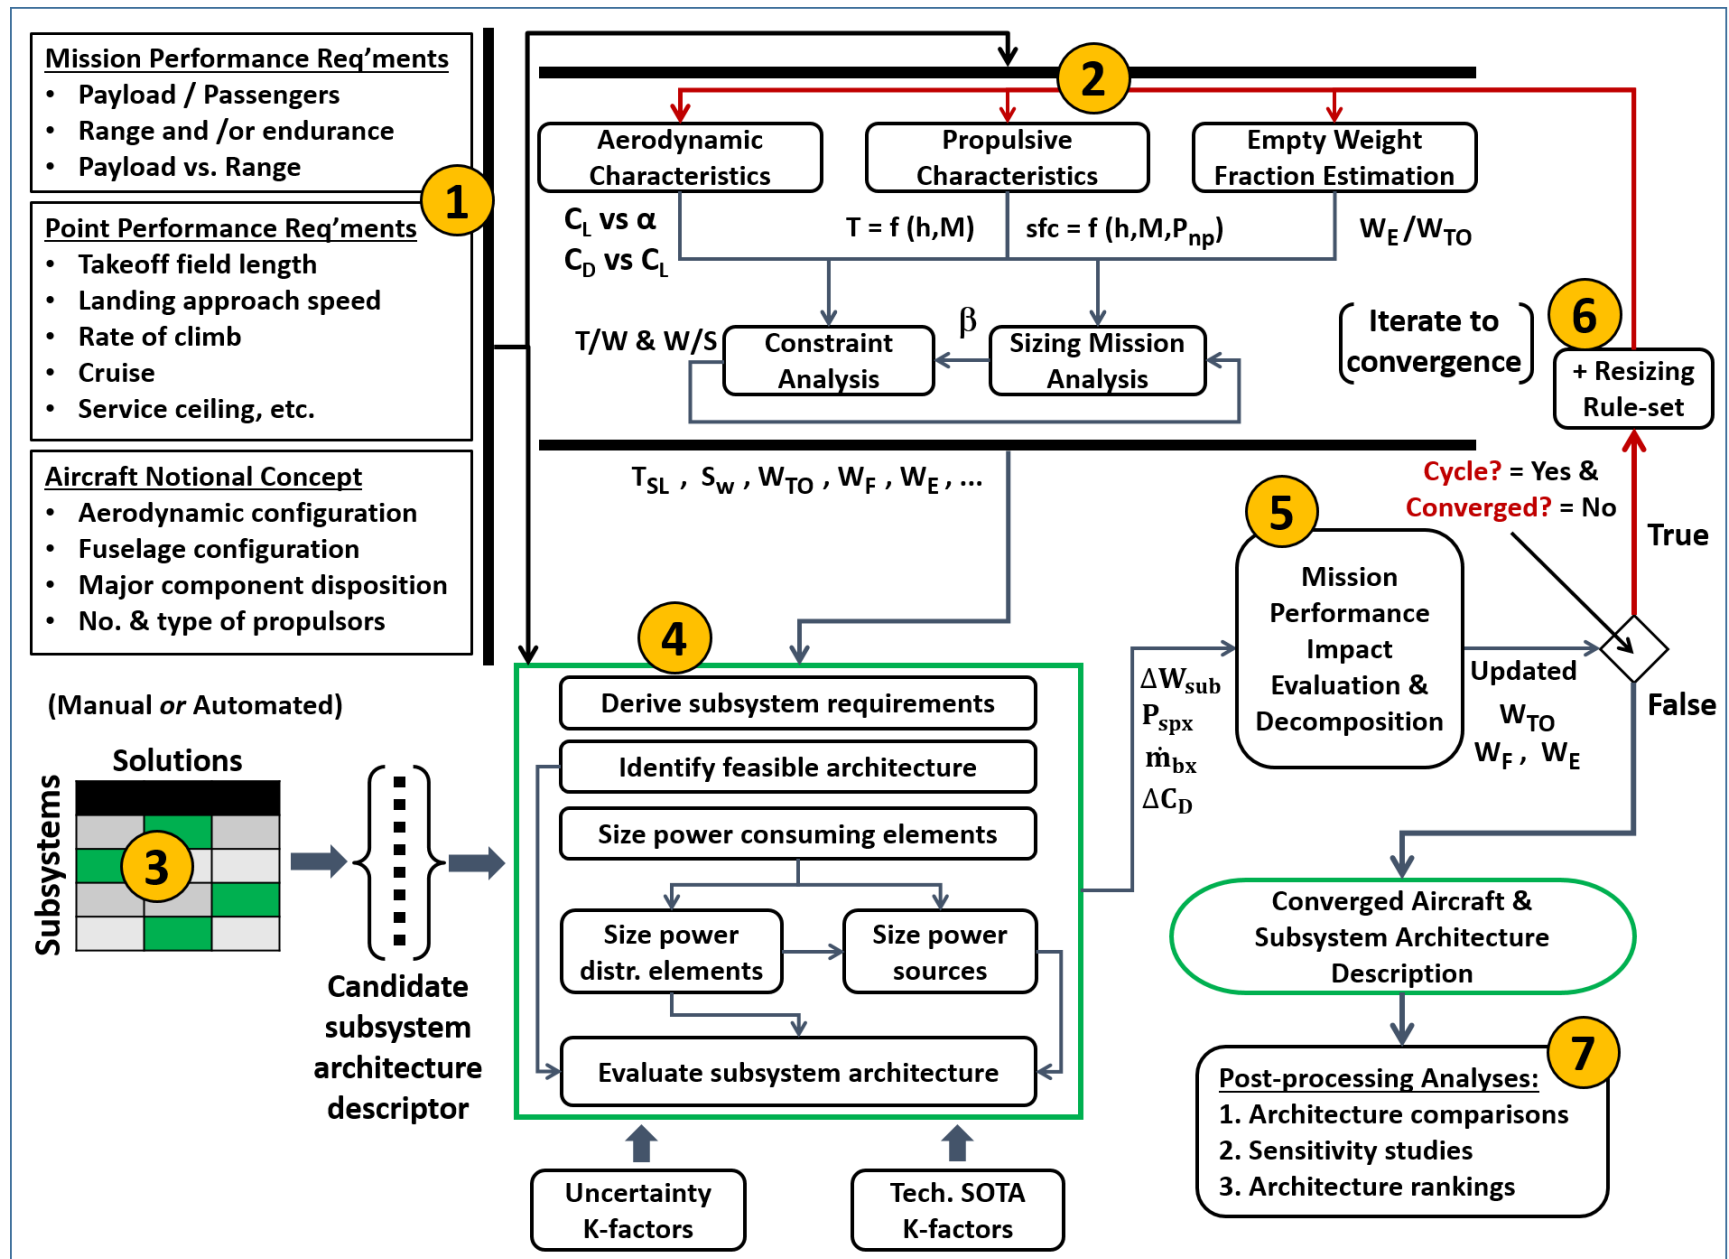 Mission Performance Req'ments
• Payload / Passengers
• Range and /or endurance
• Payload vs. Range
1
Point Performance Req'ments
• Takeoff field length
• Landing approach speed
• Rate of climb
• Cruise
• Service ceiling, etc.
Aircraft Notional Concept
• Aerodynamic configuration
• Fuselage configuration
• Major component disposition
• No. & type of propulsors
2
Aerodynamic
Characteristics
Propulsive
Characteristics
Empty Weight
Fraction Estimation
C_L vs α
C_D vs C_L
T = f (h,M)
sfc = f (h,M,P_np)
W_E/W_TO
T/W & W/S
Constraint
Analysis
β
Sizing Mission
Analysis
Iterate to
convergence
6
+ Resizing
Rule-set
T_SL , S_w , W_TO , W_F , W_E , ...
Cycle? = Yes &
Converged? = No
True
False
(Manual or Automated)
Solutions
Subsystems
3
Candidate
subsystem
architecture
descriptor
4
Derive subsystem requirements
Identify feasible architecture
Size power consuming elements
Size power
distr. elements
Size power
sources
Evaluate subsystem architecture
Uncertainty
K-factors
Tech. SOTA
K-factors
ΔW_sub
P_spx
ṁ_bx
ΔC_D
5
Mission
Performance
Impact
Evaluation &
Decomposition
Updated
W_TO
W_F , W_E
Converged Aircraft &
Subsystem Architecture
Description
7
Post-processing Analyses:
1. Architecture comparisons
2. Sensitivity studies
3. Architecture rankings